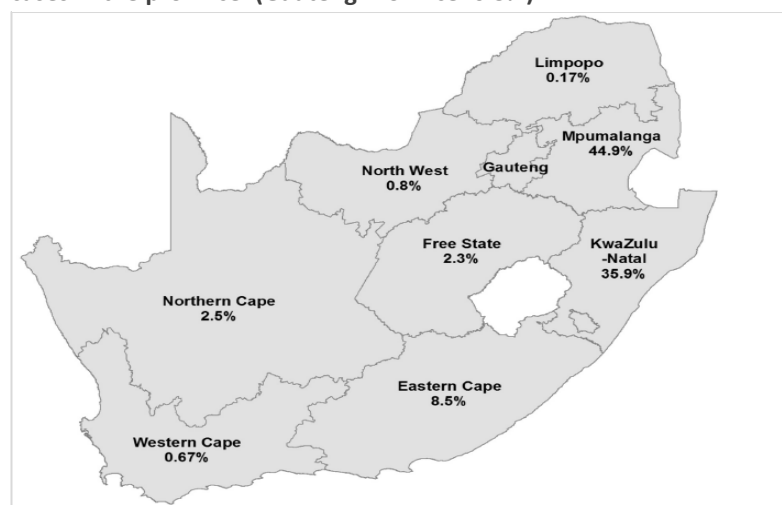 Limpopo
0.17%
Mpumalanga
44.9%
North West
0.8%
Gauteng
Free State
2.3%
KwaZulu
-Natal
35.9%
Northern Cape
2.5%
Eastern Cape
8.5%
Western Cape
0.67%